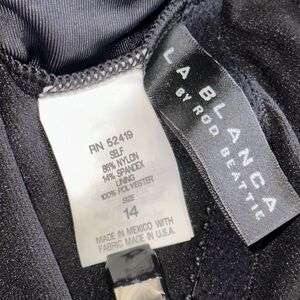 RN 52419
SELF
86% NYLON
14% SPANDEX
LINING
100% POLYESTER
SIZE
14
MADE IN MEXICO WITH
FABRIC MADE IN U.S.A.
LA BLANCA
BY ROD BEATTIE